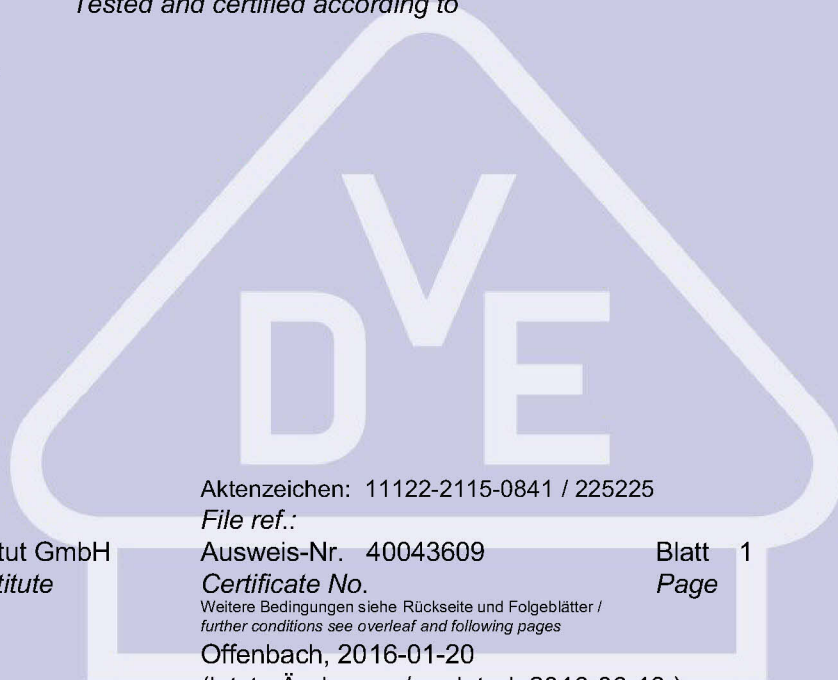 Tested and certified according to
VDE
Aktenzeichen: 11122-2115-0841 / 225225
File ref.:
tut GmbH Ausweis-Nr. 40043609 Blatt 1
titute Certificate No. Page
Weitere Bedingungen siehe Rückseite und Folgeblätter /
further conditions see overleaf and following pages
Offenbach, 2016-01-20